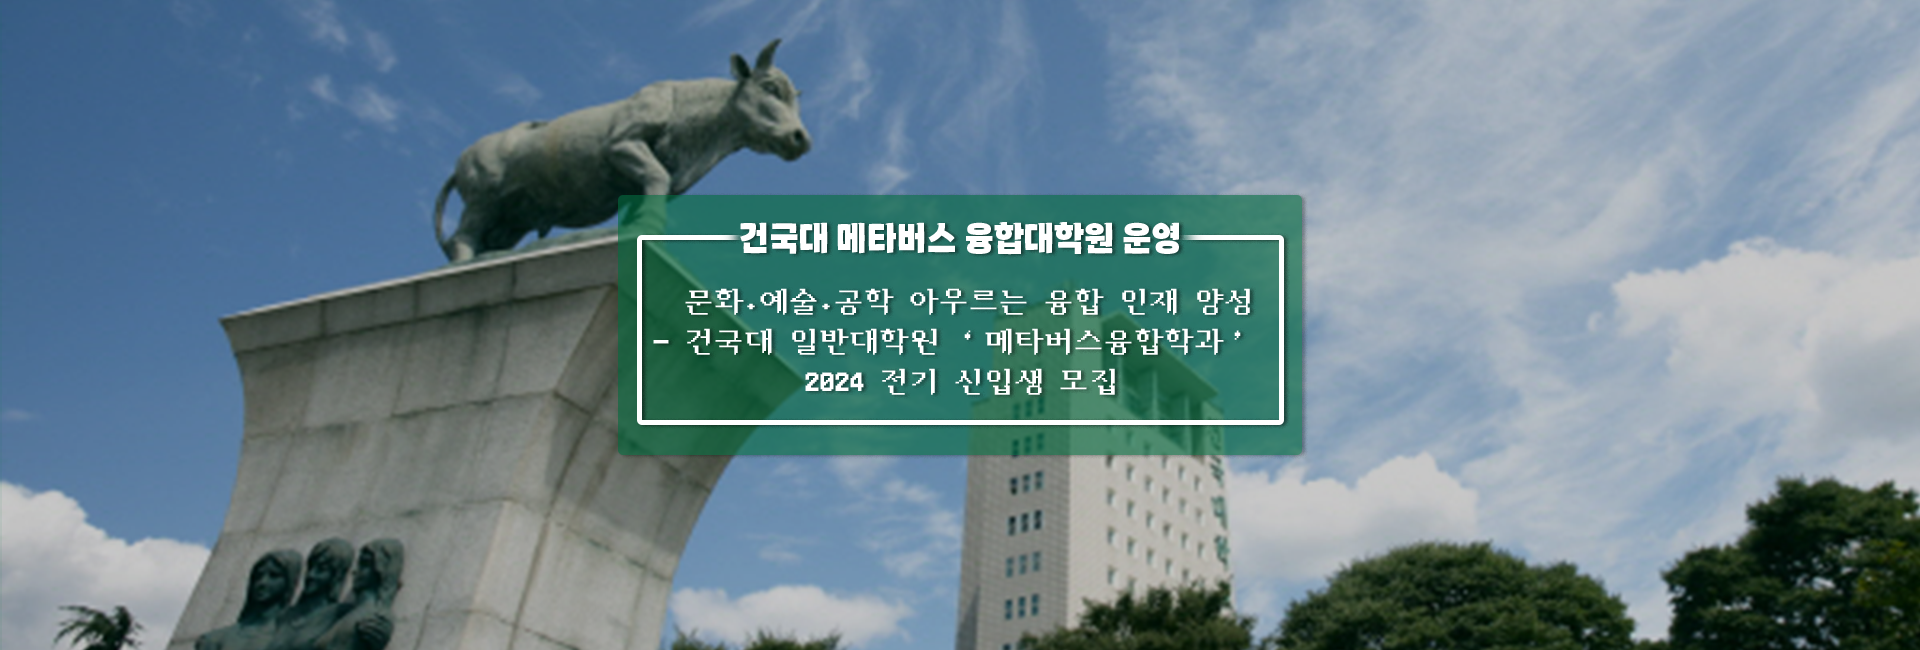 건국대 메타버스 융합대학원 운영
문화·예술·공학 아우르는 융합 인재 양성
- 건국대 일반대학원 ‘메타버스융합학과’
2024 전기 신입생 모집